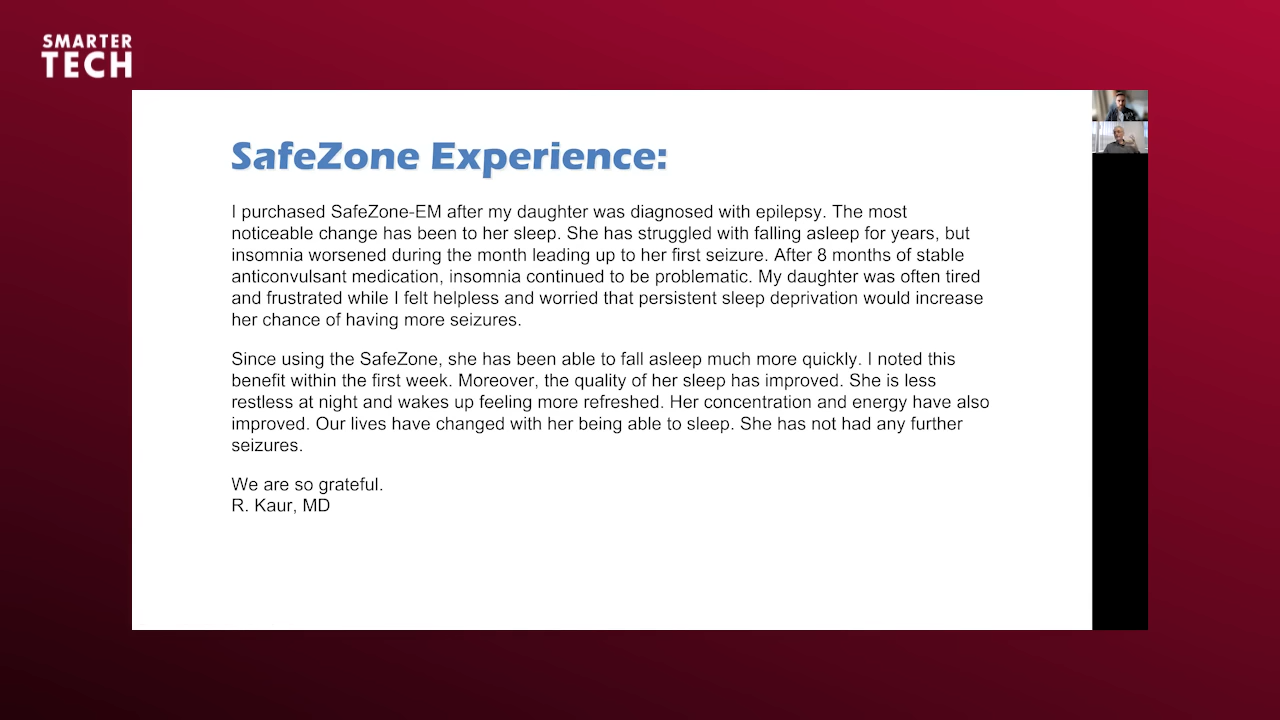 SMARTER
TECH
SafeZone Experience:
I purchased SafeZone-EM after my daughter was diagnosed with epilepsy. The most
noticeable change has been to her sleep. She has struggled with falling asleep for years, but
insomnia worsened during the month leading up to her first seizure. After 8 months of stable
anticonvulsant medication, insomnia continued to be problematic. My daughter was often tired
and frustrated while I felt helpless and worried that persistent sleep deprivation would increase
her chance of having more seizures.
Since using the SafeZone, she has been able to fall asleep much more quickly. I noted this
benefit within the first week. Moreover, the quality of her sleep has improved. She is less
restless at night and wakes up feeling more refreshed. Her concentration and energy have also
improved. Our lives have changed with her being able to sleep. She has not had any further
seizures.
We are so grateful.
R. Kaur, MD